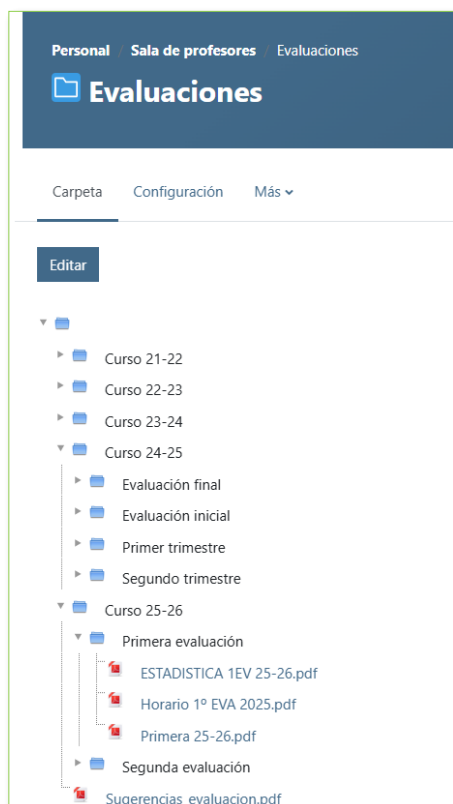 Personal / Sala de profesores / Evaluaciones
Evaluaciones
Carpeta Configuración Más
Editar
Curso 21-22
Curso 22-23
Curso 23-24
Curso 24-25
Evaluación final
Evaluación inicial
Primer trimestre
Segundo trimestre
Curso 25-26
Primera evaluación
ESTADISTICA 1EV 25-26.pdf
Horario 1º EVA 2025.pdf
Primera 25-26.pdf
Segunda evaluación
Sugerencias_evaluacion.pdf